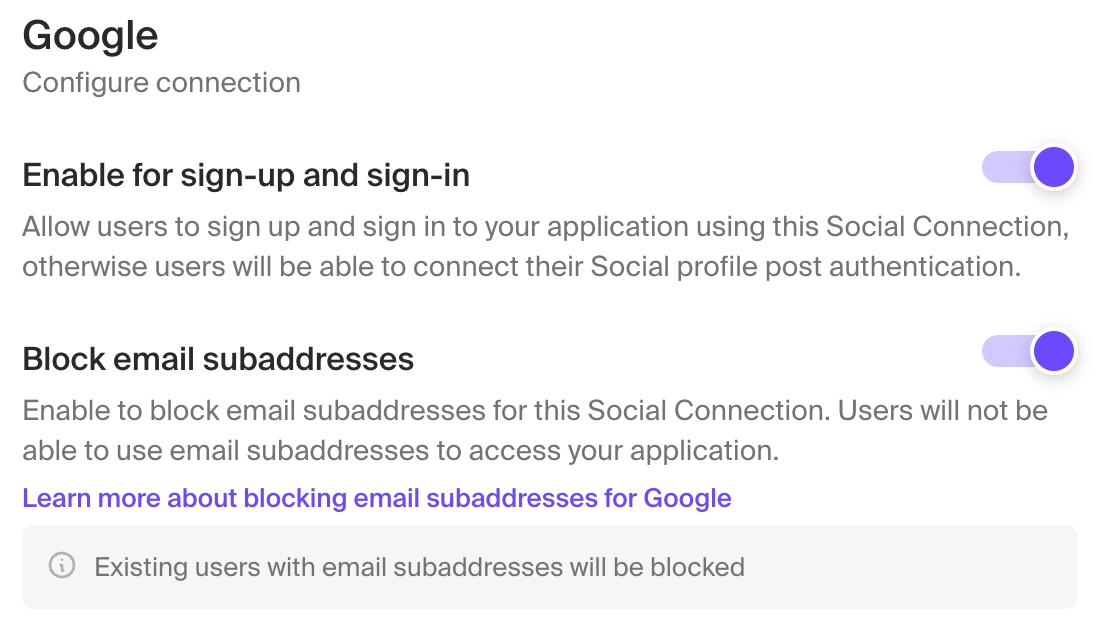 Google
Configure connection
Enable for sign-up and sign-in
Allow users to sign up and sign in to your application using this Social Connection,
otherwise users will be able to connect their Social profile post authentication.
Block email subaddresses
Enable to block email subaddresses for this Social Connection. Users will not be
able to use email subaddresses to access your application.
Learn more about blocking email subaddresses for Google
Existing users with email subaddresses will be blocked